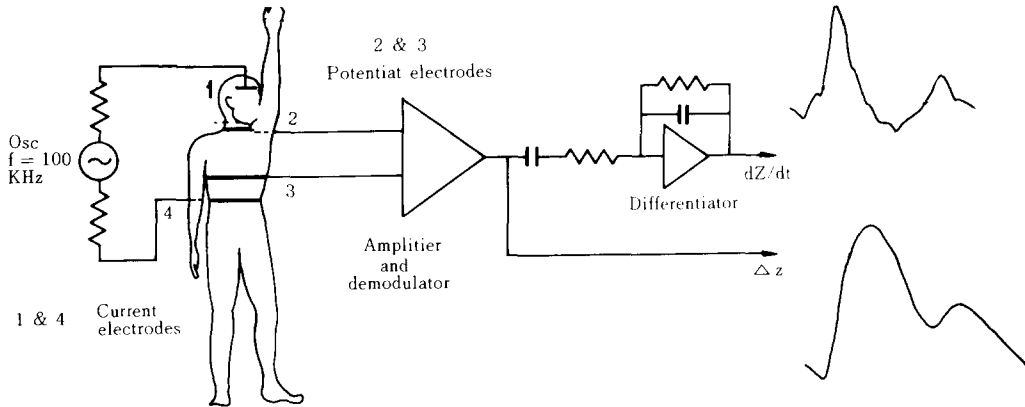 2 & 3
Potentiat electrodes
1
2
Osc
f = 100
KHz
3
4
dZ/dt
Differentiator
Amplitier
and
demodulator
△ z
1 & 4 Current
electrodes